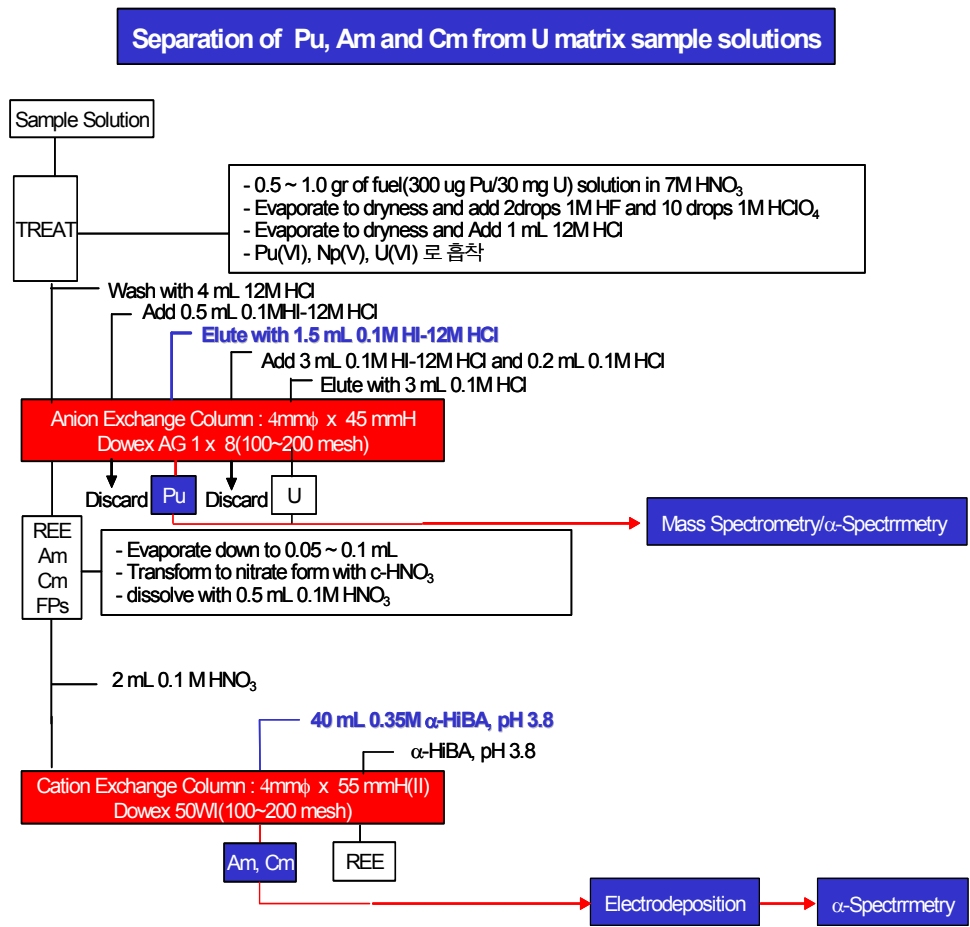 Separation of Pu, Am and Cm from U matrix sample solutions
Sample Solution
TREAT
- 0.5 ~ 1.0 gr of fuel(300 ug Pu/30 mg U) solution in 7M HNO₃
- Evaporate to dryness and add 2drops 1M HF and 10 drops 1M HClO₄
- Evaporate to dryness and Add 1 mL 12M HCl
- Pu(VI), Np(V), U(VI) 로 흡착
Wash with 4 mL 12M HCl
Add 0.5 mL 0.1MHI-12M HCl
Elute with 1.5 mL 0.1M HI-12M HCl
Add 3 mL 0.1M HI-12M HCl and 0.2 mL 0.1M HCl
Elute with 3 mL 0.1M HCl
Anion Exchange Column : 4mmϕ x 45 mmH
Dowex AG 1 x 8(100~200 mesh)
Discard
Pu
Discard
U
Mass Spectrometry/α-Spectrrmetry
REE
Am
Cm
FPs
- Evaporate down to 0.05 ~ 0.1 mL
- Transform to nitrate form with c-HNO₃
- dissolve with 0.5 mL 0.1M HNO₃
2 mL 0.1 M HNO₃
40 mL 0.35M α-HiBA, pH 3.8
α-HiBA, pH 3.8
Cation Exchange Column : 4mmϕ x 55 mmH(II)
Dowex 50WI(100~200 mesh)
Am, Cm
REE
Electrodeposition
α-Spectrrmetry